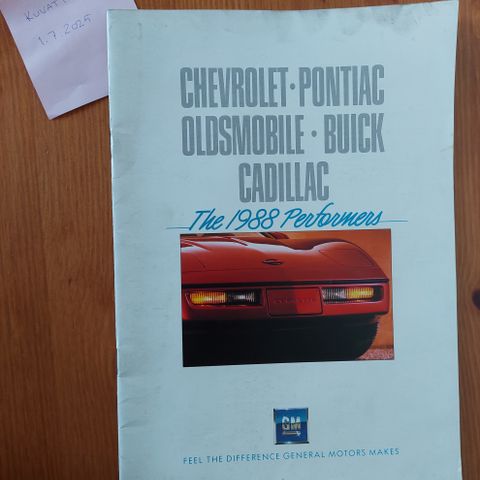 KUVAT
1.7.2025
CHEVROLET·PONTIAC
OLDSMOBILE·BUICK
CADILLAC
The 1988 Performers
GM
FEEL THE DIFFERENCE GENERAL MOTORS MAKES